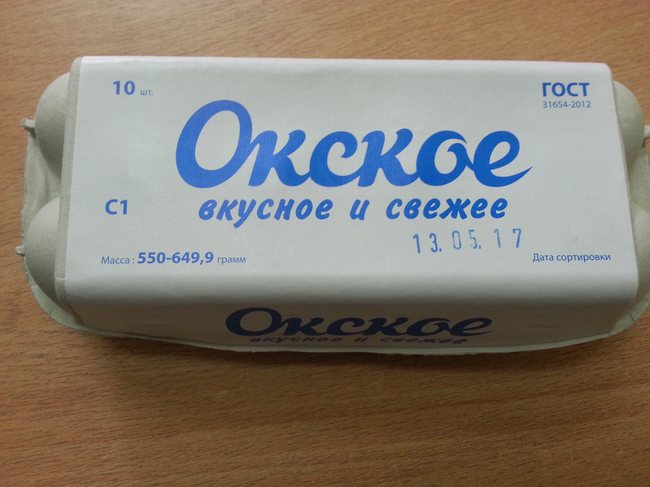 10 шт.
ГОСТ
31654-2012
Окское
вкусное и свежее
С1
13.05.17
Масса : 550-649,9 грамм
Дата сортировки
Окское
вкусное и свежее